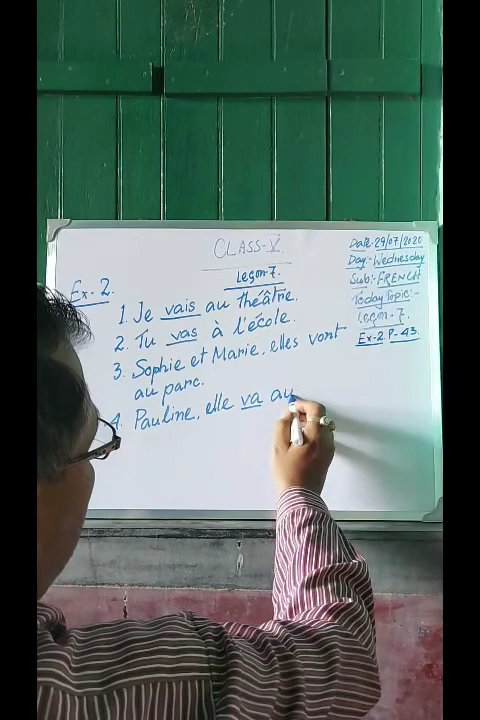 CLASS-V.
Leçon-7.
Date:-29/07/2020
Day:-Wednesday
Sub:-FRENCH
Today Topic:-
Leçon-7.
Ex-2.P-43.
Ex-2.
1. Je vais au théâtre.
2. Tu vas à l'école.
3. Sophie et Marie, elles vont
au parc.
4. Pauline, elle va au